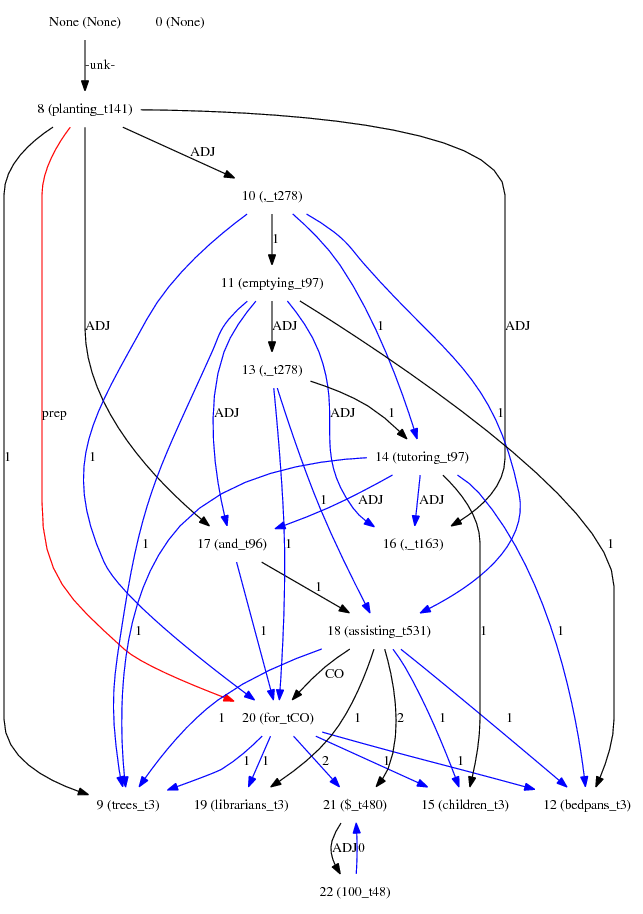 None (None) 0 (None)
-unk-
8 (planting_t141)
ADJ
10 (,_t278)
1
11 (emptying_t97)
ADJ ADJ 1 ADJ
13 (,_t278)
prep ADJ ADJ 1 1
1 1 14 (tutoring_t97)
1 ADJ ADJ
17 (and_t96) 1 16 (,_t163) 1
1
1 1 18 (assisting_t531) 1 1 1
CO
20 (for_tCO) 1 1 2 1 1
1 1 2 1 1
9 (trees_t3) 19 (librarians_t3) 21 ($_t480) 15 (children_t3) 12 (bedpans_t3)
ADJ 0
22 (100_t48)